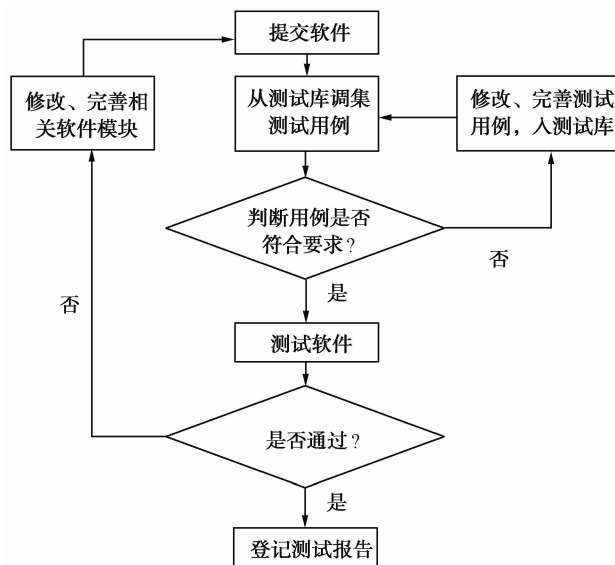 提交软件
修改、完善相
关软件模块
从测试库调集
测试用例
修改、完善测试
用例，入测试库
判断用例是否
符合要求？
否
是
否
测试软件
是否通过？
是
登记测试报告